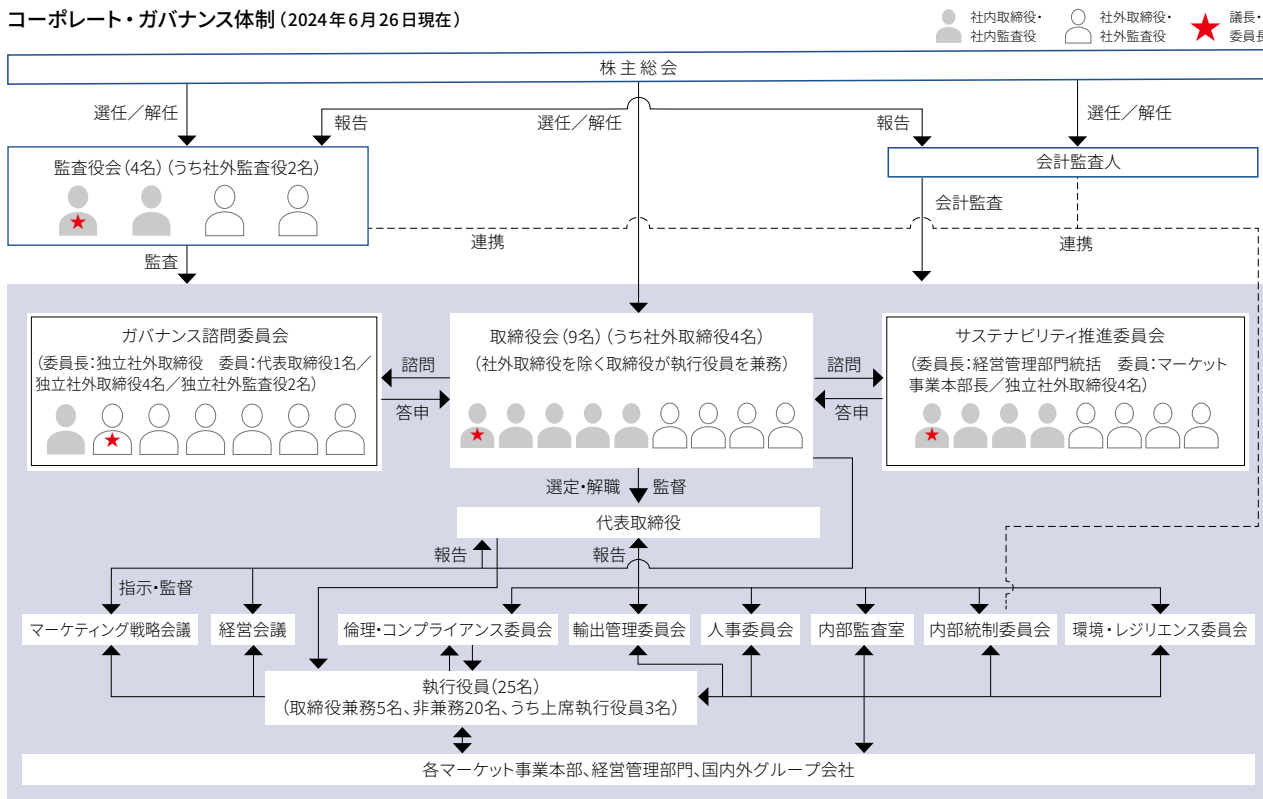 コーポレート・ガバナンス体制（2024年6月26日現在）
社内取締役・
社内監査役
社外取締役・
社外監査役
議長・
委員長
株主総会
選任／解任
報告
選任／解任
報告
選任／解任
監査役会（4名）（うち社外監査役2名）
会計監査人
会計監査
連携
連携
監査
ガバナンス諮問委員会
（委員長：独立社外取締役　委員：代表取締役1名／
独立社外取締役4名／独立社外監査役2名）
諮問
答申
取締役会（9名）（うち社外取締役4名）
（社外取締役を除く取締役が執行役員を兼務）
諮問
答申
サステナビリティ推進委員会
（委員長：経営管理部門統括　委員：マーケット
事業本部長／独立社外取締役4名）
選定・解職
監督
代表取締役
報告
報告
指示・監督
マーケティング戦略会議
経営会議
倫理・コンプライアンス委員会
輸出管理委員会
人事委員会
内部監査室
内部統制委員会
環境・レジリエンス委員会
執行役員（25名）
（取締役兼務5名、非兼務20名、うち上席執行役員3名）
各マーケット事業本部、経営管理部門、国内外グループ会社